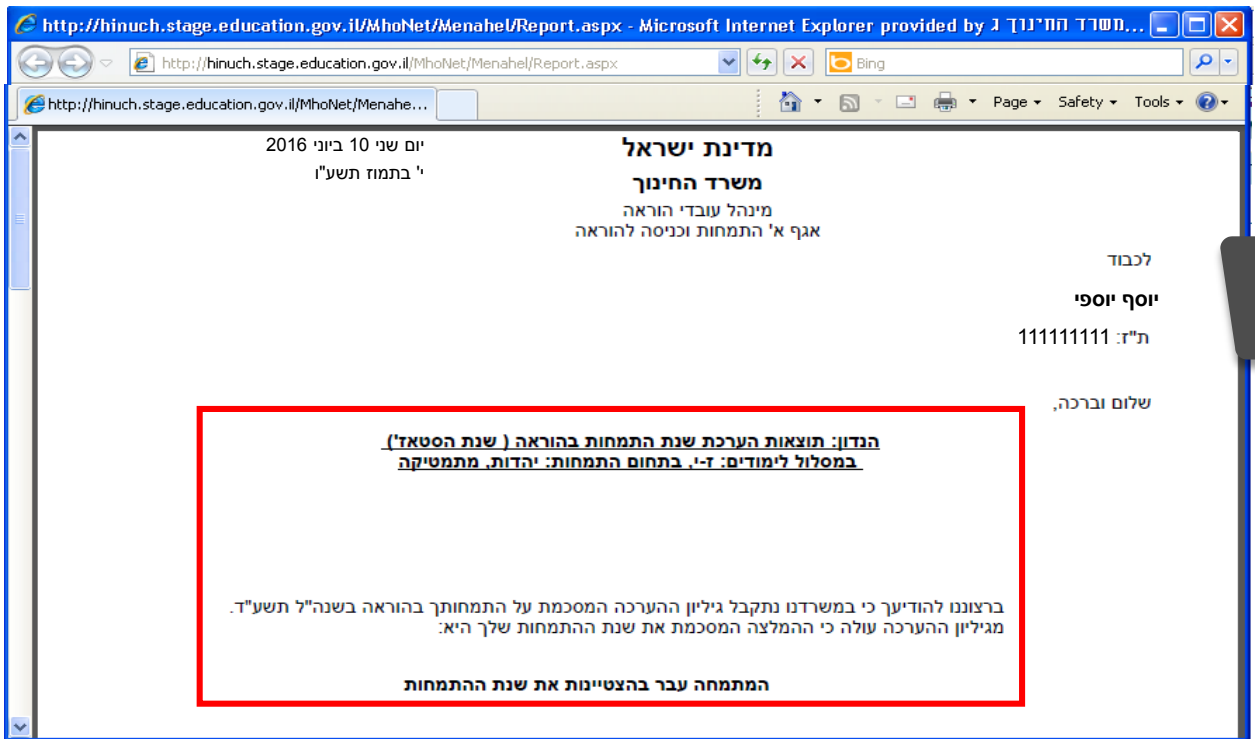 http://hinuch.stage.education.gov.il/MhoNet/Menahel/Report.aspx - Microsoft Internet Explorer provided by משרד החינוך ג...
http://hinuch.stage.education.gov.il/MhoNet/Menahel/Report.aspx
Bing
http://hinuch.stage.education.gov.il/MhoNet/Menahe...
Page Safety Tools
מדינת ישראל
יום שני 10 ביוני 2016
משרד החינוך
י' בתמוז תשע"ו
מינהל עובדי הוראה
אגף א' התמחות וכניסה להוראה
לכבוד
יוסף יוספי
ת"ז: 111111111
שלום וברכה,
הנדון: תוצאות הערכת שנת התמחות בהוראה ( שנת הסטאז')
במסלול לימודים: ז-י, בתחום התמחות: יהדות, מתמטיקה
ברצוננו להודיעך כי במשרדנו נתקבל גיליון ההערכה המסכמת על התמחותך בהוראה בשנה"ל תשע"ד.
מגיליון ההערכה עולה כי ההמלצה המסכמת את שנת ההתמחות שלך היא:
המתמחה עבר בהצטיינות את שנת ההתמחות